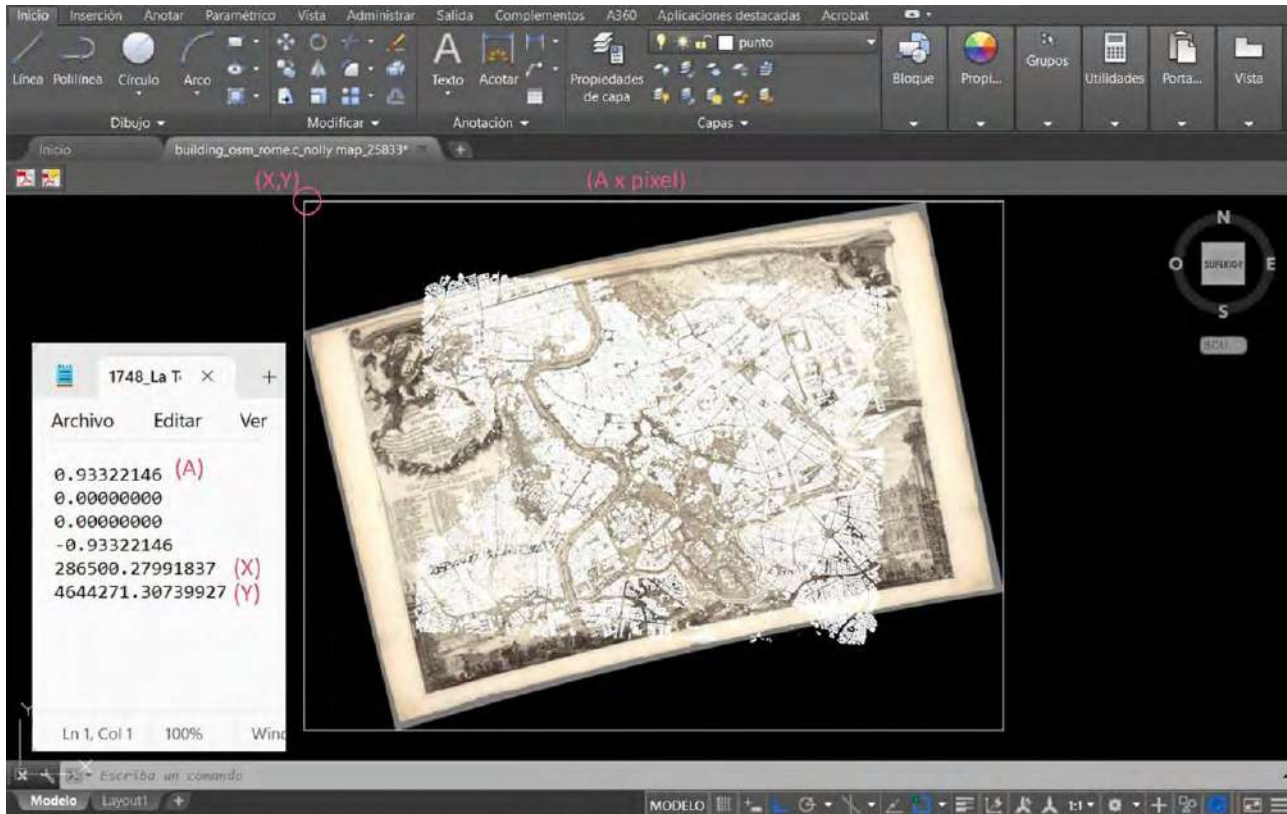 Inicio Inserción Anotar Paramétrico Vista Administrar Salida Complementos A360 Aplicaciones destacadas Acrobat
punto
Línea Polilínea Círculo Arco Texto Acotar Propiedades de capa Bloque Propi... Grupos Utilidades Porta... Vista
Dibujo Modificar Anotación Capas
Inicio building_osm_rome.c_nolly map_25833*
(X,Y) (A x pixel)
N
O SUPERIOR E
S
1748_La T
Archivo Editar Ver
0.93322146 (A)
0.00000000
0.00000000
-0.93322146
286500.27991837 (X)
4644271.30739927 (Y)
Ln 1, Col 1 100% Wind
Y
X
Escriba un comando
Modelo Layout1 + MODELO 1:1